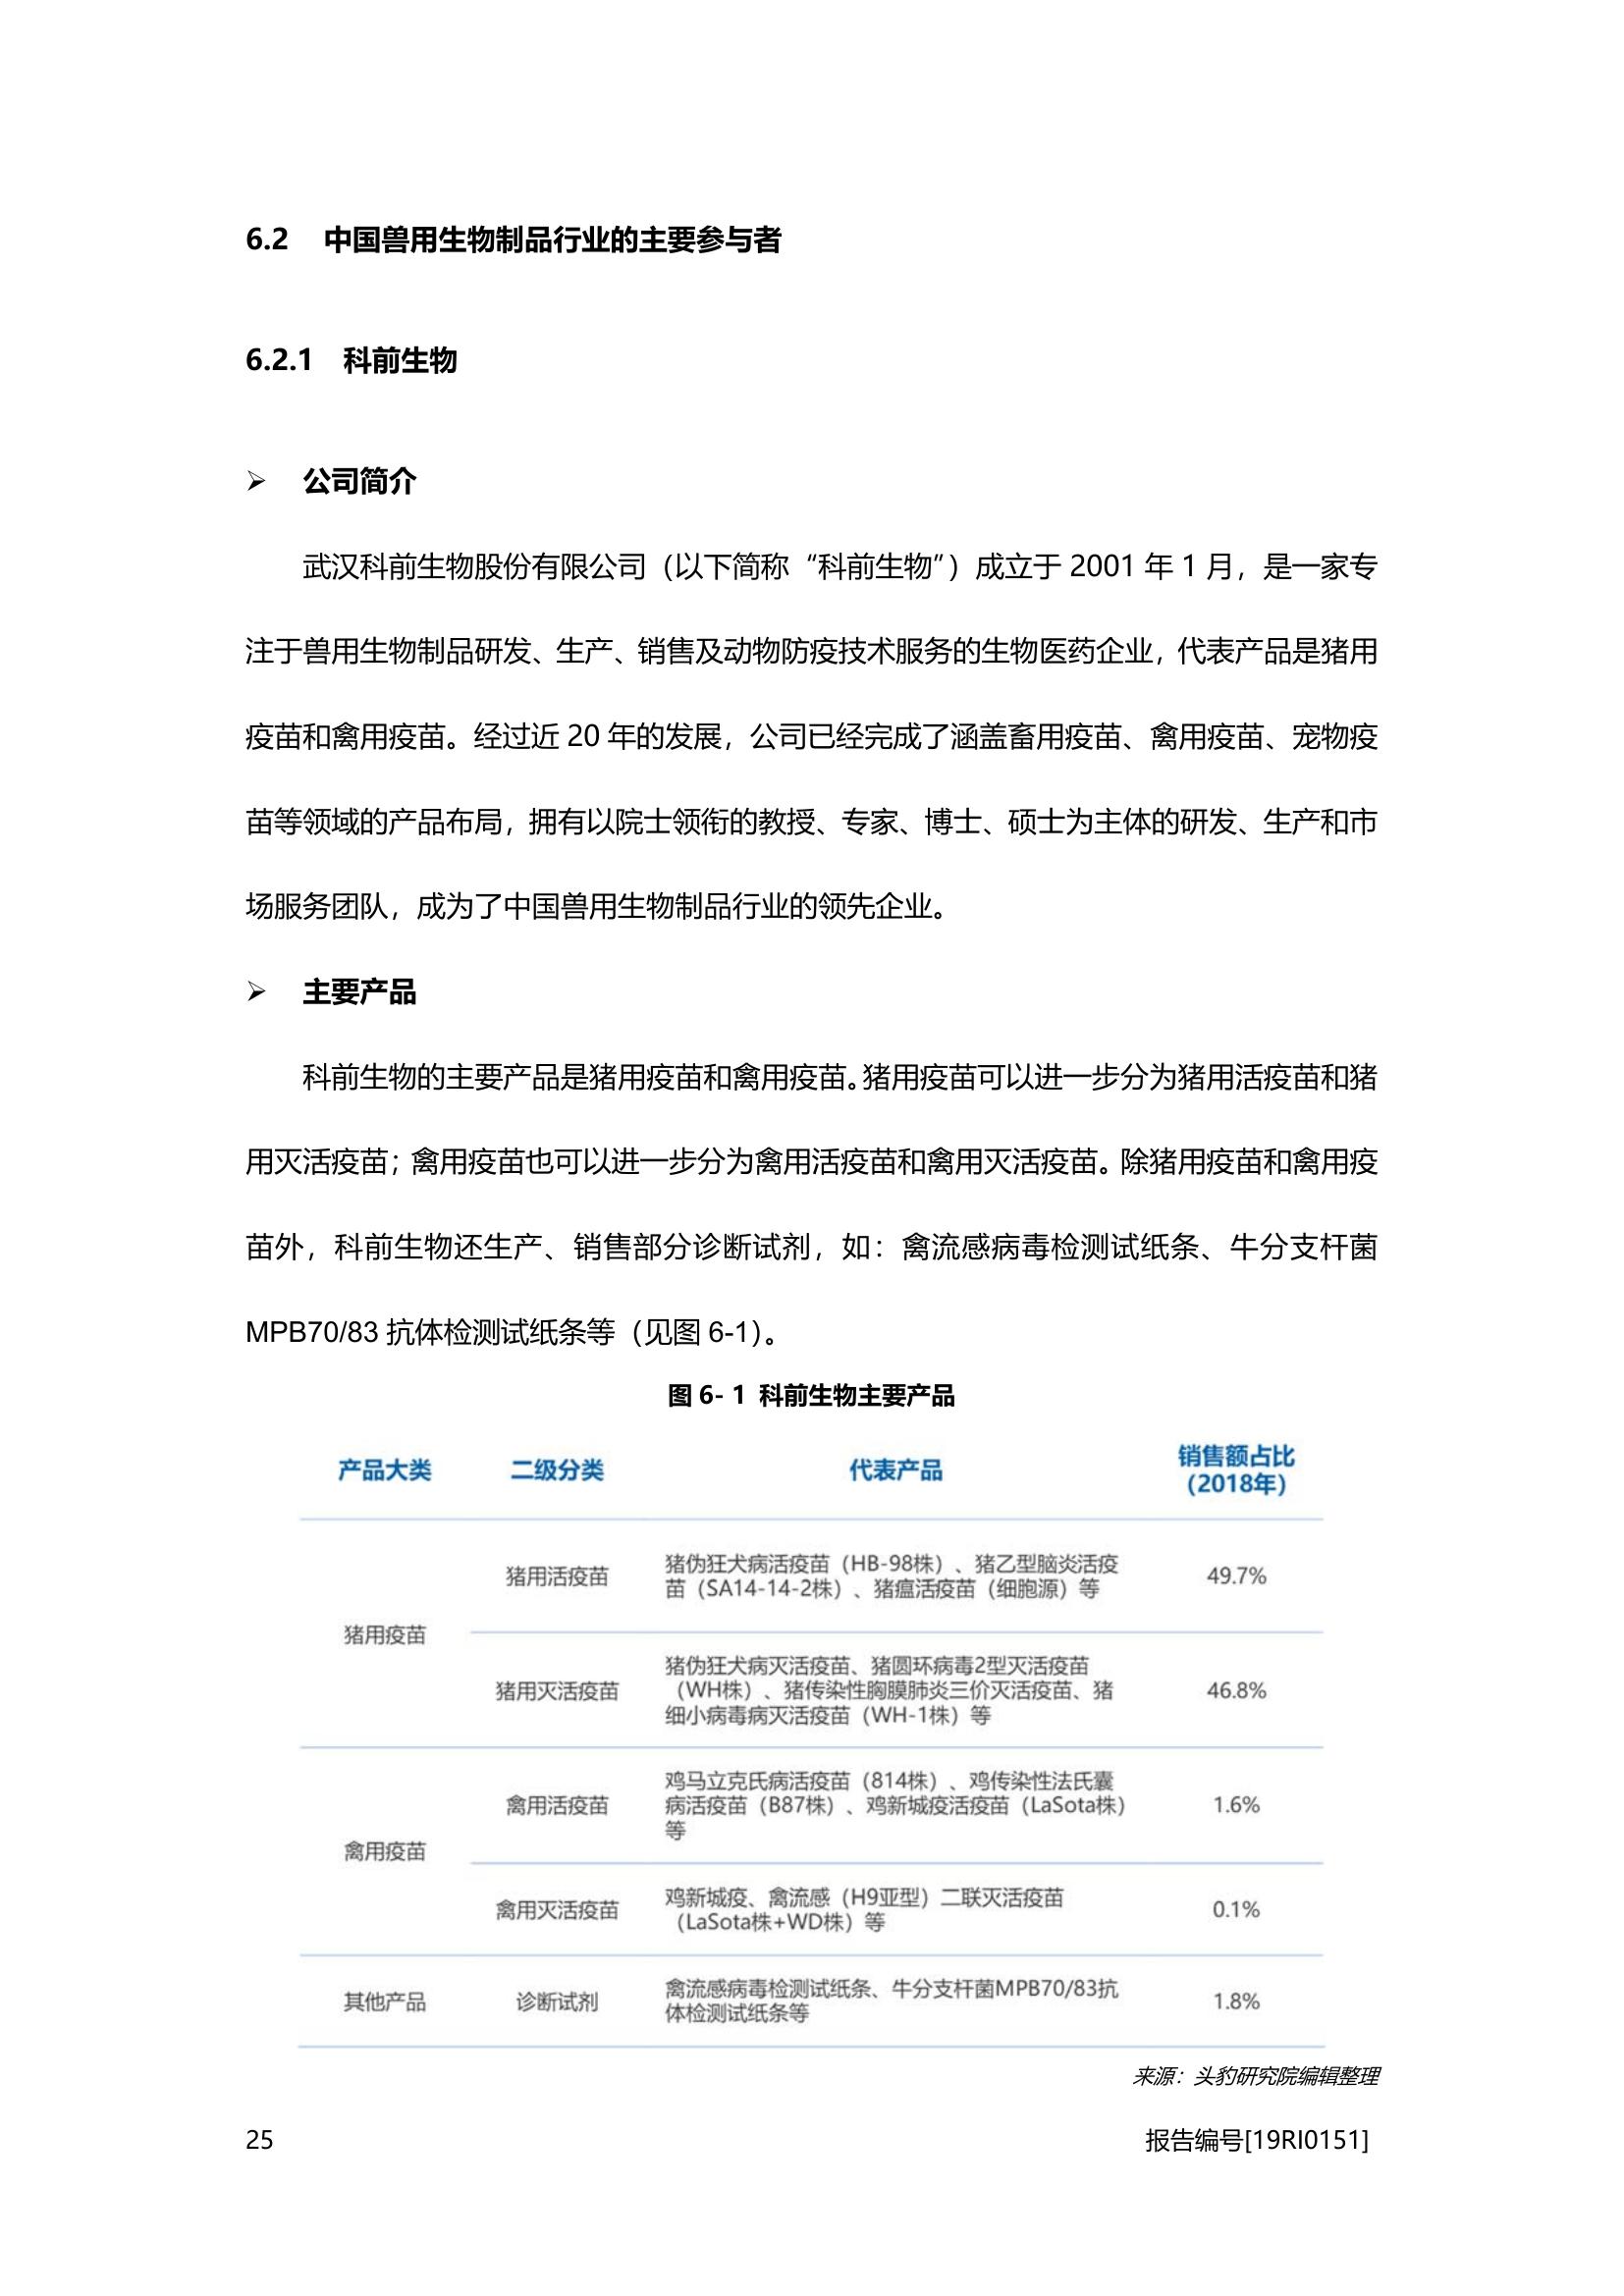 6.2 中国兽用生物制品行业的主要参与者
6.2.1 科前生物
➢ 公司简介
武汉科前生物股份有限公司（以下简称“科前生物”）成立于 2001 年 1 月，是一家专
注于兽用生物制品研发、生产、销售及动物防疫技术服务的生物医药企业，代表产品是猪用
疫苗和禽用疫苗。经过近 20 年的发展，公司已经完成了涵盖畜用疫苗、禽用疫苗、宠物疫
苗等领域的产品布局，拥有以院士领衔的教授、专家、博士、硕士为主体的研发、生产和市
场服务团队，成为了中国兽用生物制品行业的领先企业。
➢ 主要产品
科前生物的主要产品是猪用疫苗和禽用疫苗。猪用疫苗可以进一步分为猪用活疫苗和猪
用灭活疫苗；禽用疫苗也可以进一步分为禽用活疫苗和禽用灭活疫苗。除猪用疫苗和禽用疫
苗外，科前生物还生产、销售部分诊断试剂，如：禽流感病毒检测试纸条、牛分支杆菌
MPB70/83 抗体检测试纸条等（见图 6-1）。
图 6- 1 科前生物主要产品
产品大类 二级分类 代表产品 销售额占比
（2018年）
猪用疫苗
猪用活疫苗
猪伪狂犬病活疫苗（HB-98株）、猪乙型脑炎活疫
苗（SA14-14-2株）、猪瘟活疫苗（细胞源）等
49.7%
猪用灭活疫苗
猪伪狂犬病灭活疫苗、猪圆环病毒2型灭活疫苗
（WH株）、猪传染性胸膜肺炎三价灭活疫苗、猪
细小病毒病灭活疫苗（WH-1株）等
46.8%
禽用疫苗
禽用活疫苗
鸡马立克氏病活疫苗（814株）、鸡传染性法氏囊
病活疫苗（B87株）、鸡新城疫活疫苗（LaSota株）
等
1.6%
禽用灭活疫苗
鸡新城疫、禽流感（H9亚型）二联灭活疫苗
（LaSota株+WD株）等
0.1%
其他产品
诊断试剂
禽流感病毒检测试纸条、牛分支杆菌MPB70/83抗
体检测试纸条等
1.8%
来源：头豹研究院编辑整理
25 报告编号[19RI0151]